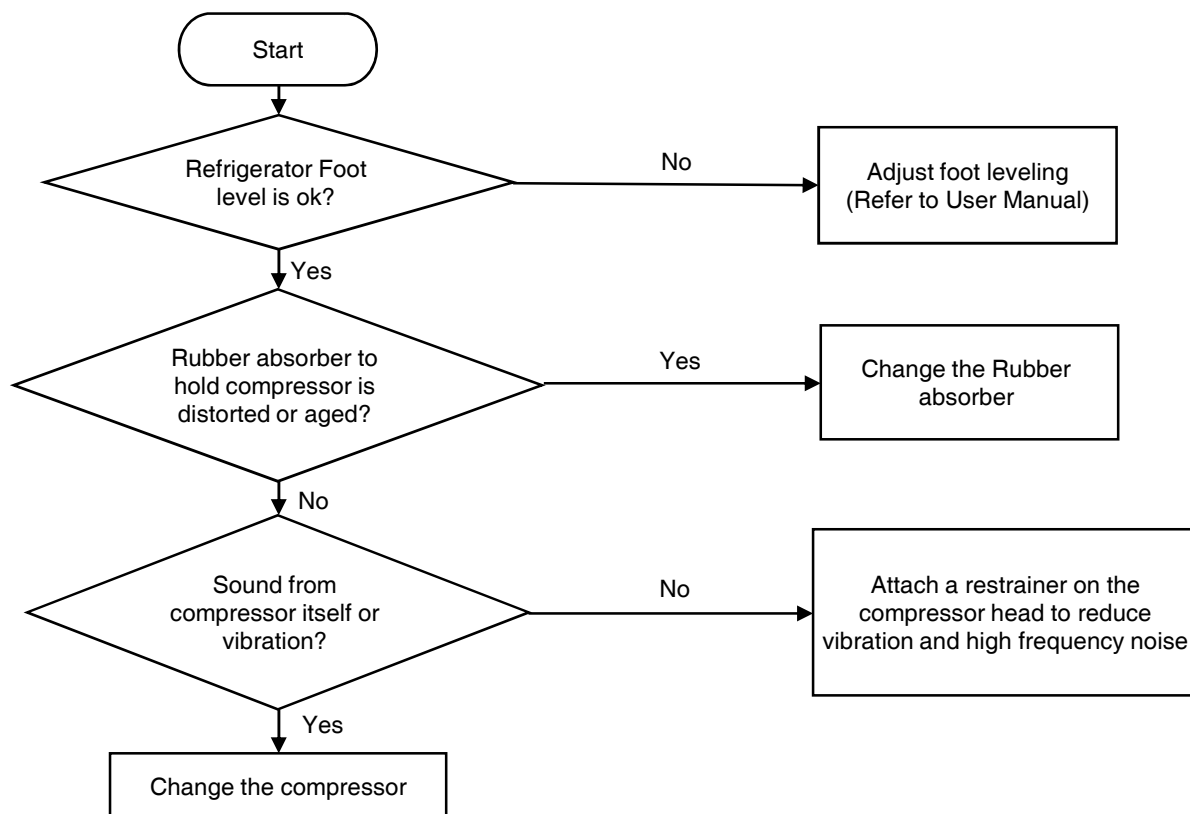 Start
Refrigerator Foot
level is ok?
No
Adjust foot leveling
(Refer to User Manual)
Yes
Rubber absorber to
hold compressor is
distorted or aged?
Yes
Change the Rubber
absorber
No
Sound from
compressor itself or
vibration?
No
Attach a restrainer on the
compressor head to reduce
vibration and high frequency noise
Yes
Change the compressor